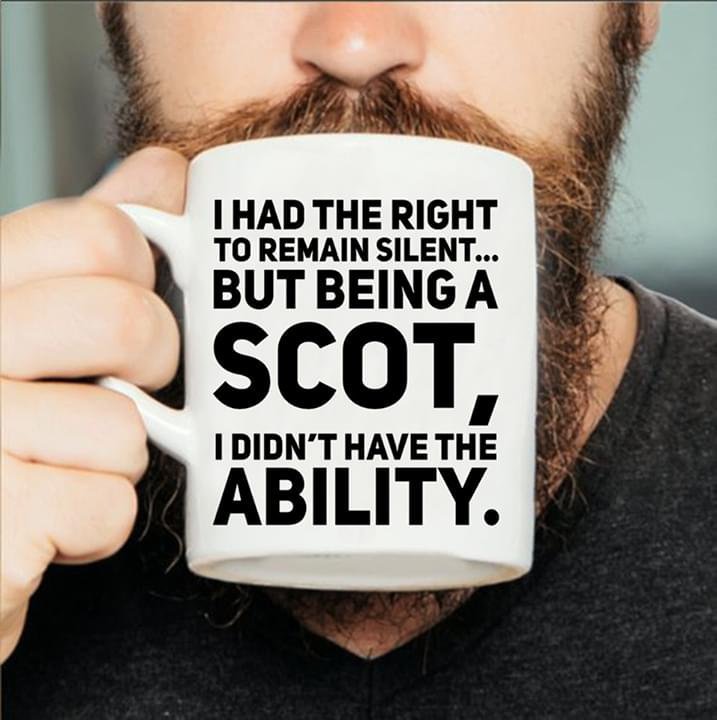 I HAD THE RIGHT
TO REMAIN SILENT...
BUT BEING A
SCOT,
I DIDN'T HAVE THE
ABILITY.